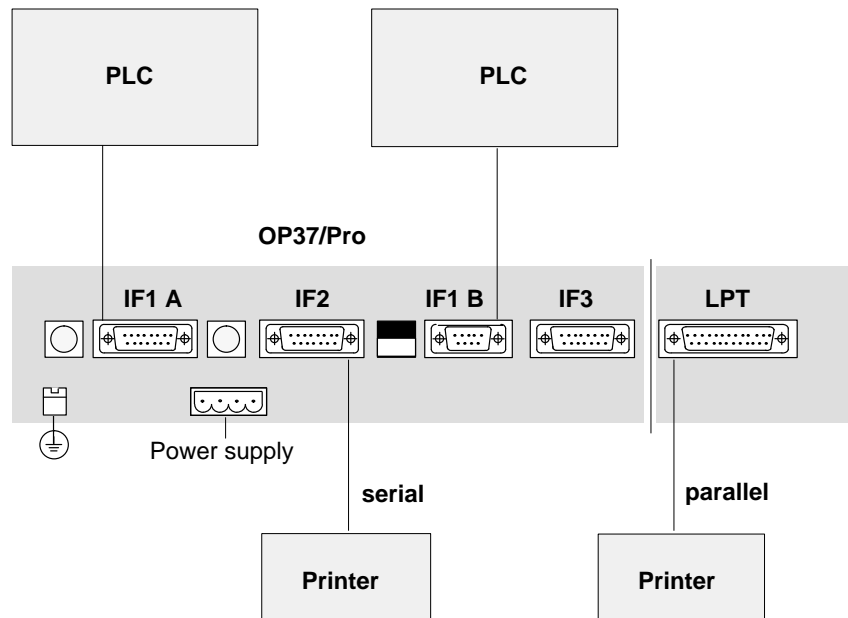 PLC
PLC
OP37/Pro
IF1 A
IF2
IF1 B
IF3
LPT
Power supply
serial
parallel
Printer
Printer